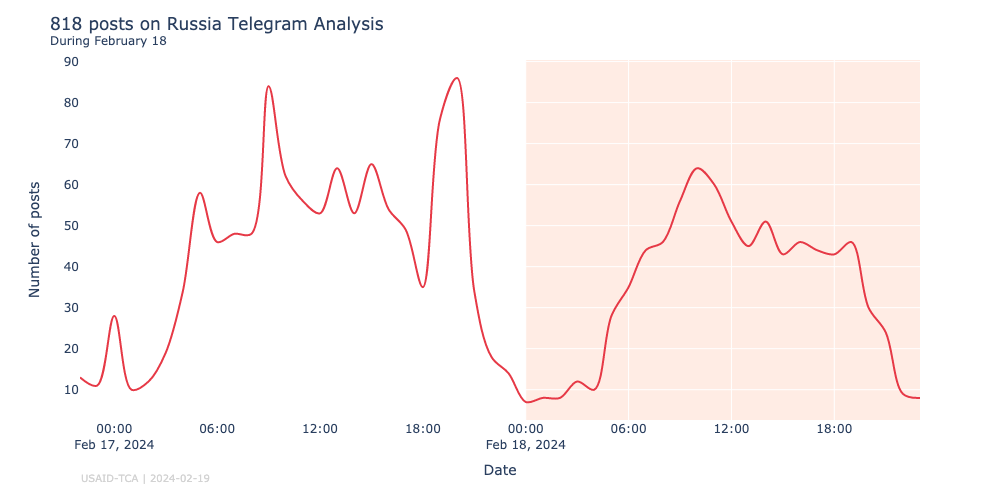 818 posts on Russia Telegram Analysis
During February 18
90
80
70
60
50
40
30
20
10
Number of posts
00:00 06:00 12:00 18:00 00:00 06:00 12:00 18:00
Feb 17, 2024 Feb 18, 2024
Date
USAID-TCA | 2024-02-19